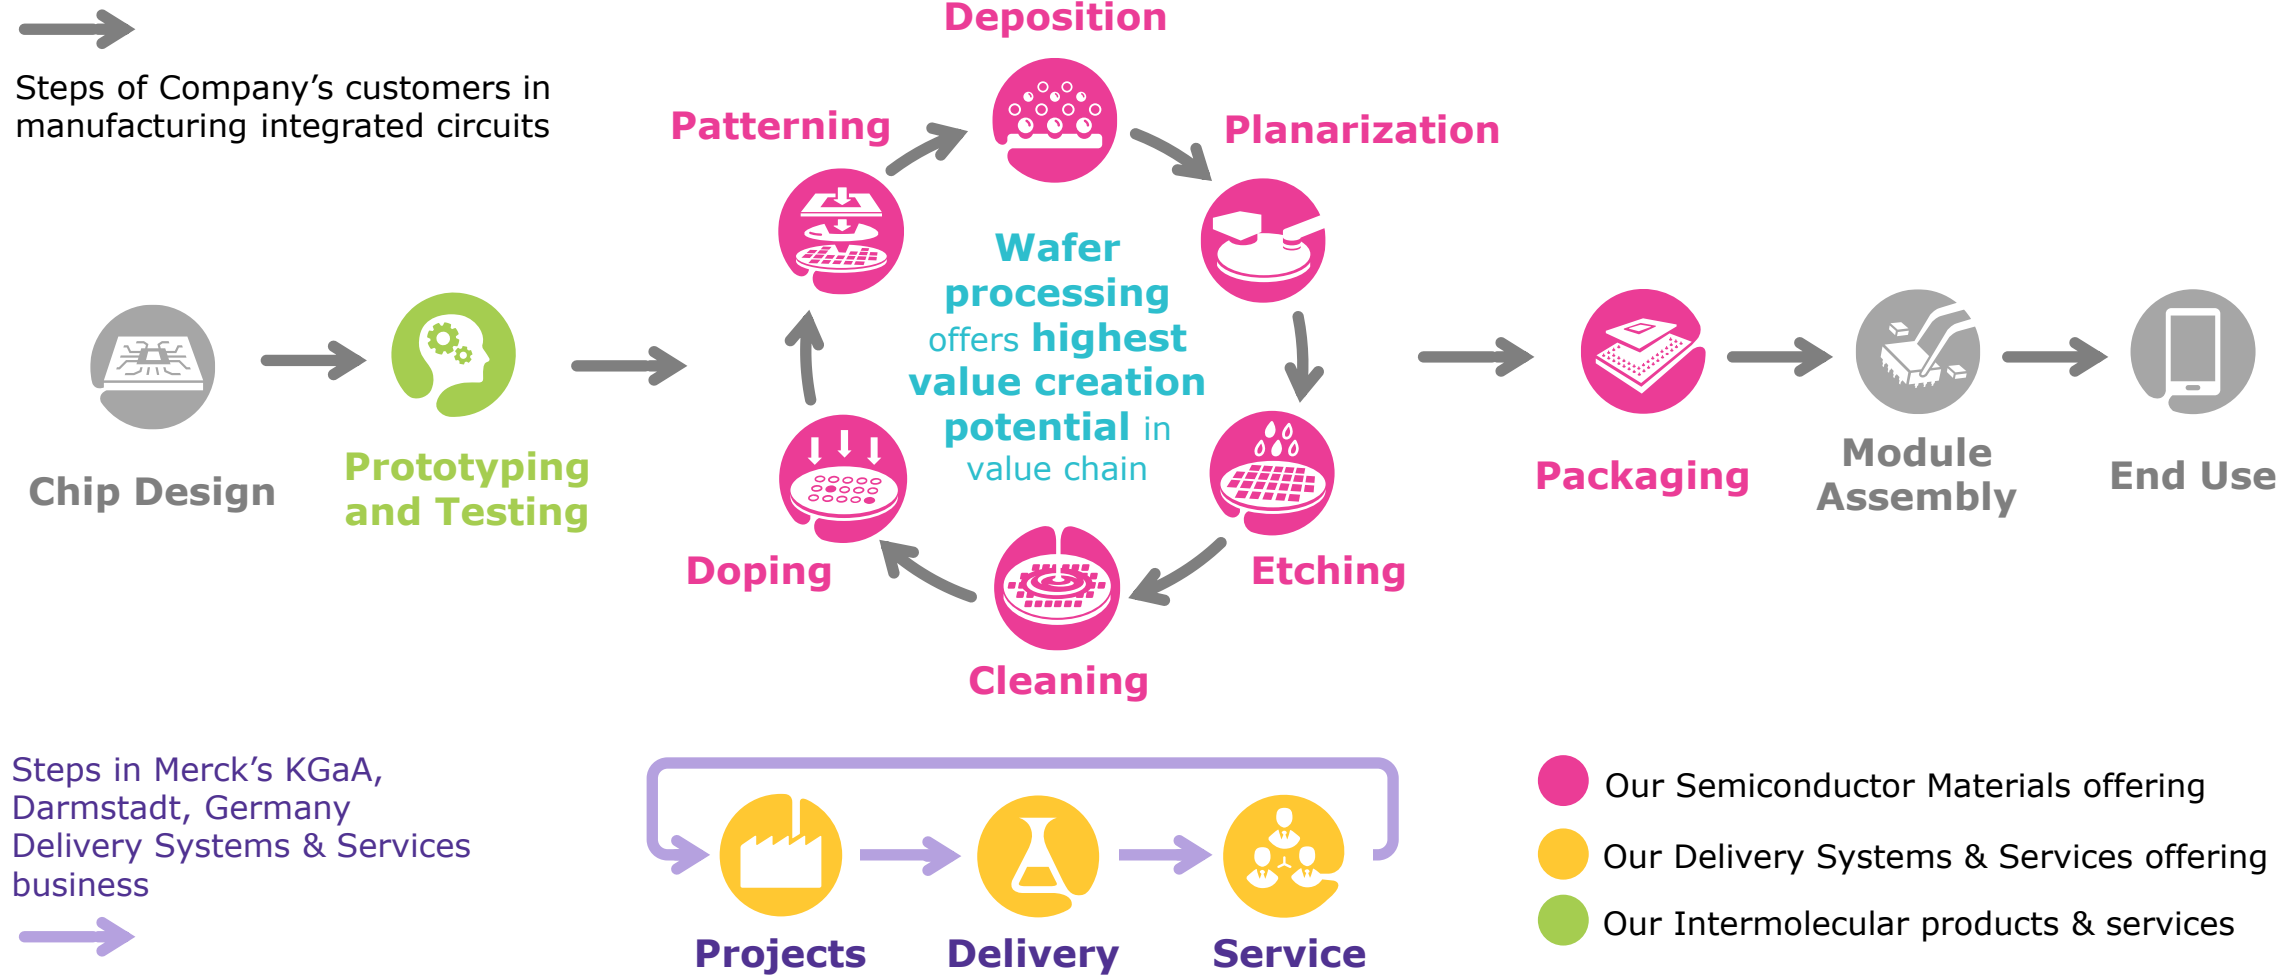 Steps of Company's customers in
manufacturing integrated circuits
Deposition
Patterning
Planarization
Wafer
processing
offers highest
value creation
potential in
value chain
Chip Design
Prototyping
and Testing
Doping
Etching
Cleaning
Packaging
Module
Assembly
End Use
Steps in Merck’s KGaA,
Darmstadt, Germany
Delivery Systems & Services
business
Projects
Delivery
Service
Our Semiconductor Materials offering
Our Delivery Systems & Services offering
Our Intermolecular products & services